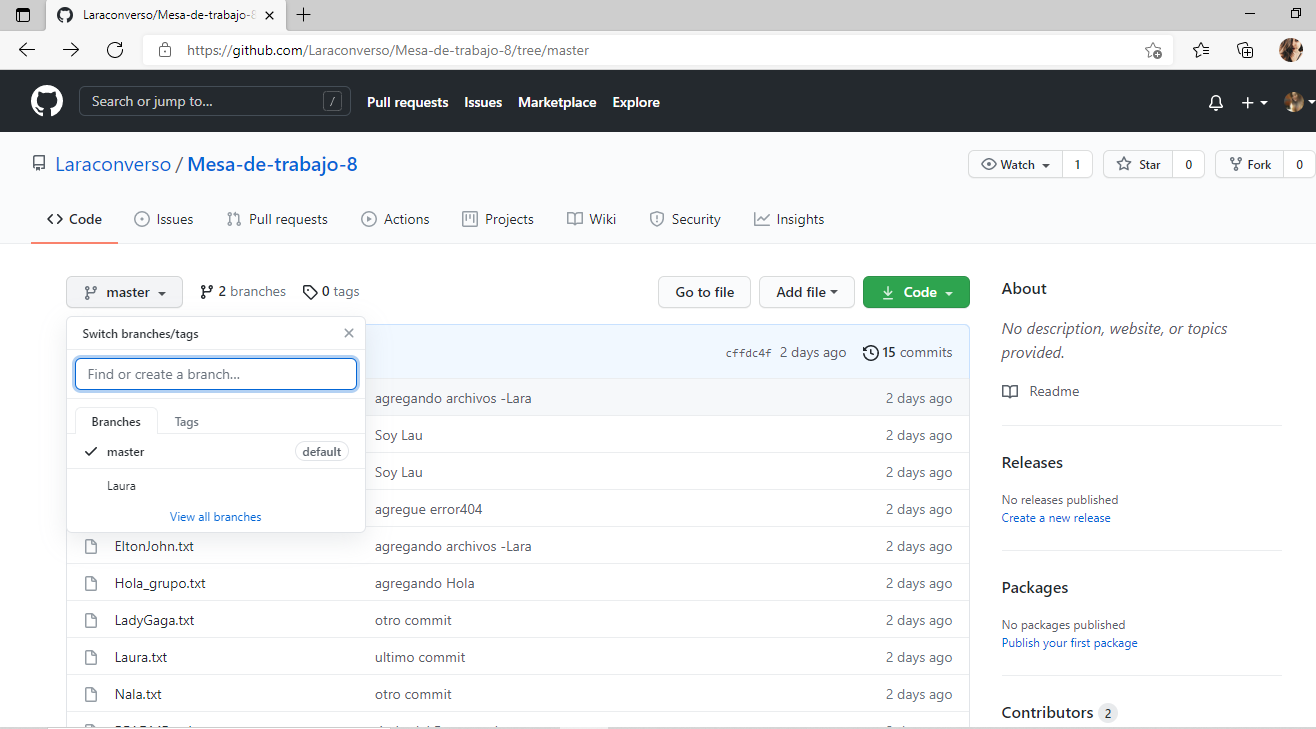 Laraconverso/Mesa-de-trabajo-8
https://github.com/Laraconverso/Mesa-de-trabajo-8/tree/master
Search or jump to... / Pull requests Issues Marketplace Explore
Laraconverso / Mesa-de-trabajo-8 Watch 1 Star 0 Fork 0
Code Issues Pull requests Actions Projects Wiki Security Insights
master 2 branches 0 tags Go to file Add file Code
Switch branches/tags
Find or create a branch...
Branches Tags
master default
Laura
View all branches
cffdc4f 2 days ago 15 commits
agregando archivos -Lara 2 days ago
Soy Lau 2 days ago
Soy Lau 2 days ago
agregue error404 2 days ago
EltonJohn.txt agregando archivos -Lara 2 days ago
Hola_grupo.txt agregando Hola 2 days ago
LadyGaga.txt otro commit 2 days ago
Laura.txt ultimo commit 2 days ago
Nala.txt otro commit 2 days ago
About
No description, website, or topics
provided.
Readme
Releases
No releases published
Create a new release
Packages
No packages published
Publish your first package
Contributors 2